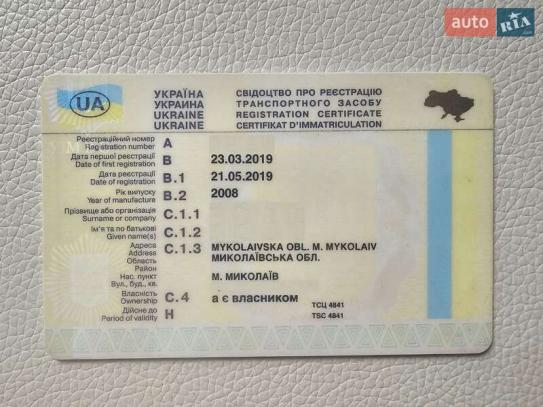 auto RIA .com
UA
УКРАЇНА
УКРАИНА
UKRAINE
UKRAINE
СВІДОЦТВО ПРО РЕЄСТРАЦІЮ
ТРАНСПОРТНОГО ЗАСОБУ
REGISTRATION CERTIFICATE
CERTIFIKAT D'IMMATRICULATION
Реєстраційний номер
Registration number
A
Дата першої реєстрації
Date of first registration
B
23.03.2019
Дата реєстрації
Date of registration
B.1
21.05.2019
Рік випуску
Year of manufacture
B.2
2008
Прізвище або організація
Surname or company
C.1.1
Ім'я та по батькові
Given name(s)
C.1.2
Адреса
Address
Область
Район
Нас. пункт
Вул., буд., кв.
C.1.3
MYKOLAIVSKA OBL. M. MYKOLAIV
МИКОЛАЇВСЬКА ОБЛ.
М. МИКОЛАЇВ
Власність
Ownership
C.4
а є власником
ТСЦ 4841
Дійсне до
Period of validity
H
TSC 4841